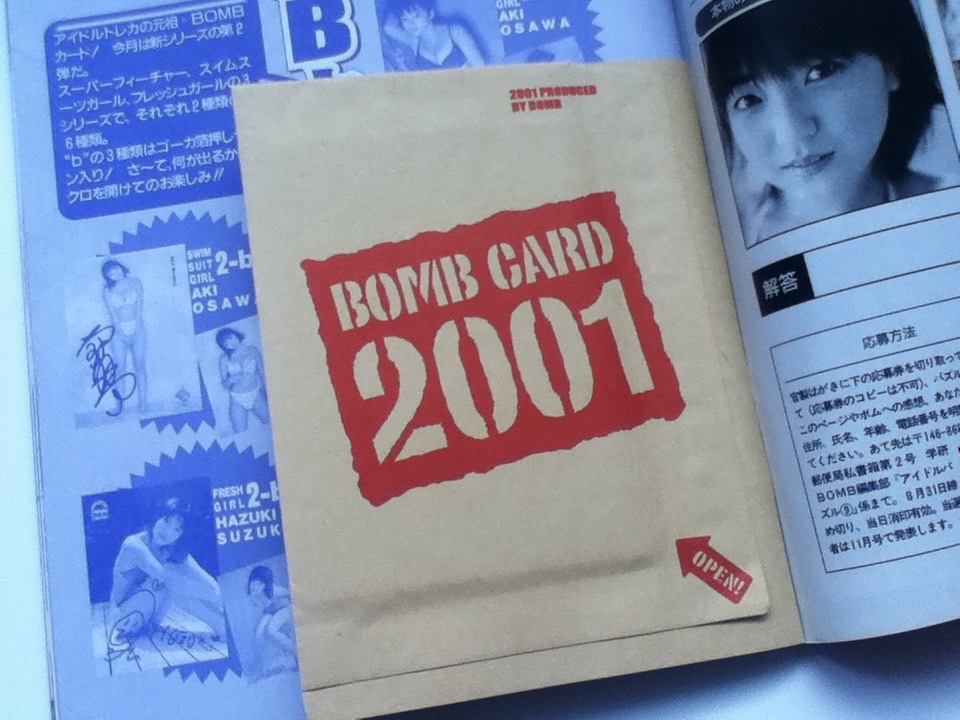 アイドルトレカの元祖、BOMB
カード! 今月は新シリーズの第2
弾だ。
スーパーフィーチャー、スイムス
ーツガール、フレッシュガールの3
シリーズで、それぞれ2種類
6種類。
"b"の3種類はゴーカ箔押し
ン入り! さ〜て、何が出るか
クロを開けてのお楽しみ!!
B
GIRL
AKI
OSAWA
SWIM
SUIT
GIRL
2-b
AKI
OSAWA
FRESH
GIRL
2-b
HAZUKI
SUZUK
2001 PRODUCED
BY BOMB
BOMB CARD
2001
OPEN!
本物の
解答
応募方法
官製はがきに下の応募券を切り取って
て(応募券のコピーは不可)、パズル
このページやボムへの感想、あなた
住所、氏名、年齢、電話番号を明
てください。あて先は〒146-86
郵便局私書箱第2号 学研
BOMB編集部『アイドルパ
ズル⑨』係まで。8月31日締
め切り、当日消印有効。当選
者は11月号で発表します。